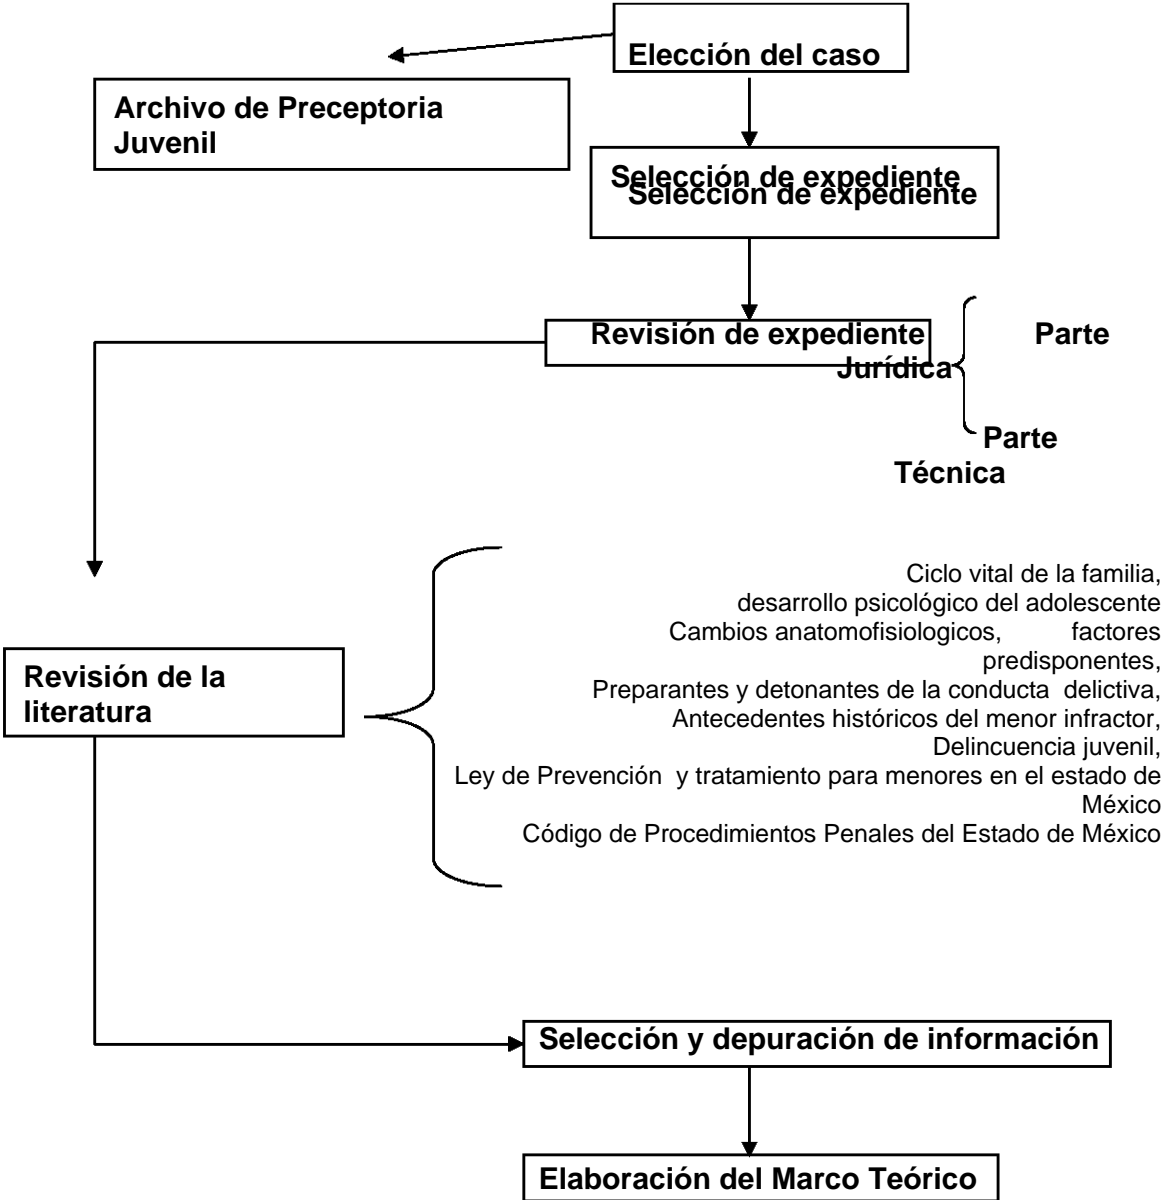 Elección del caso
Archivo de Preceptoria
Juvenil
Selección de expediente
Selección de expediente
Revisión de expediente Parte
Jurídica
Parte
Técnica
Ciclo vital de la familia,
desarrollo psicológico del adolescente
Cambios anatomofisiologicos, factores
predisponentes,
Preparantes y detonantes de la conducta delictiva,
Antecedentes históricos del menor infractor,
Delincuencia juvenil,
Ley de Prevención y tratamiento para menores en el estado de
México
Código de Procedimientos Penales del Estado de México
Revisión de la
literatura
Selección y depuración de información
Elaboración del Marco Teórico